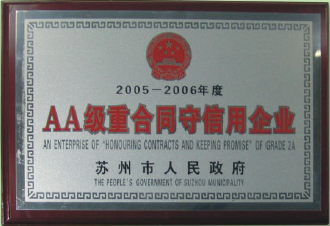 2005－2006年度
AA级重合同守信用企业
AN ENTERPRISE OF "HONOURING CONTRACTS AND KEEPING PROMISE" OF GRADE 2A
苏州市人民政府
THE PEOPLE'S GOVERNMENT OF SUZHOU MUNICIPALITY